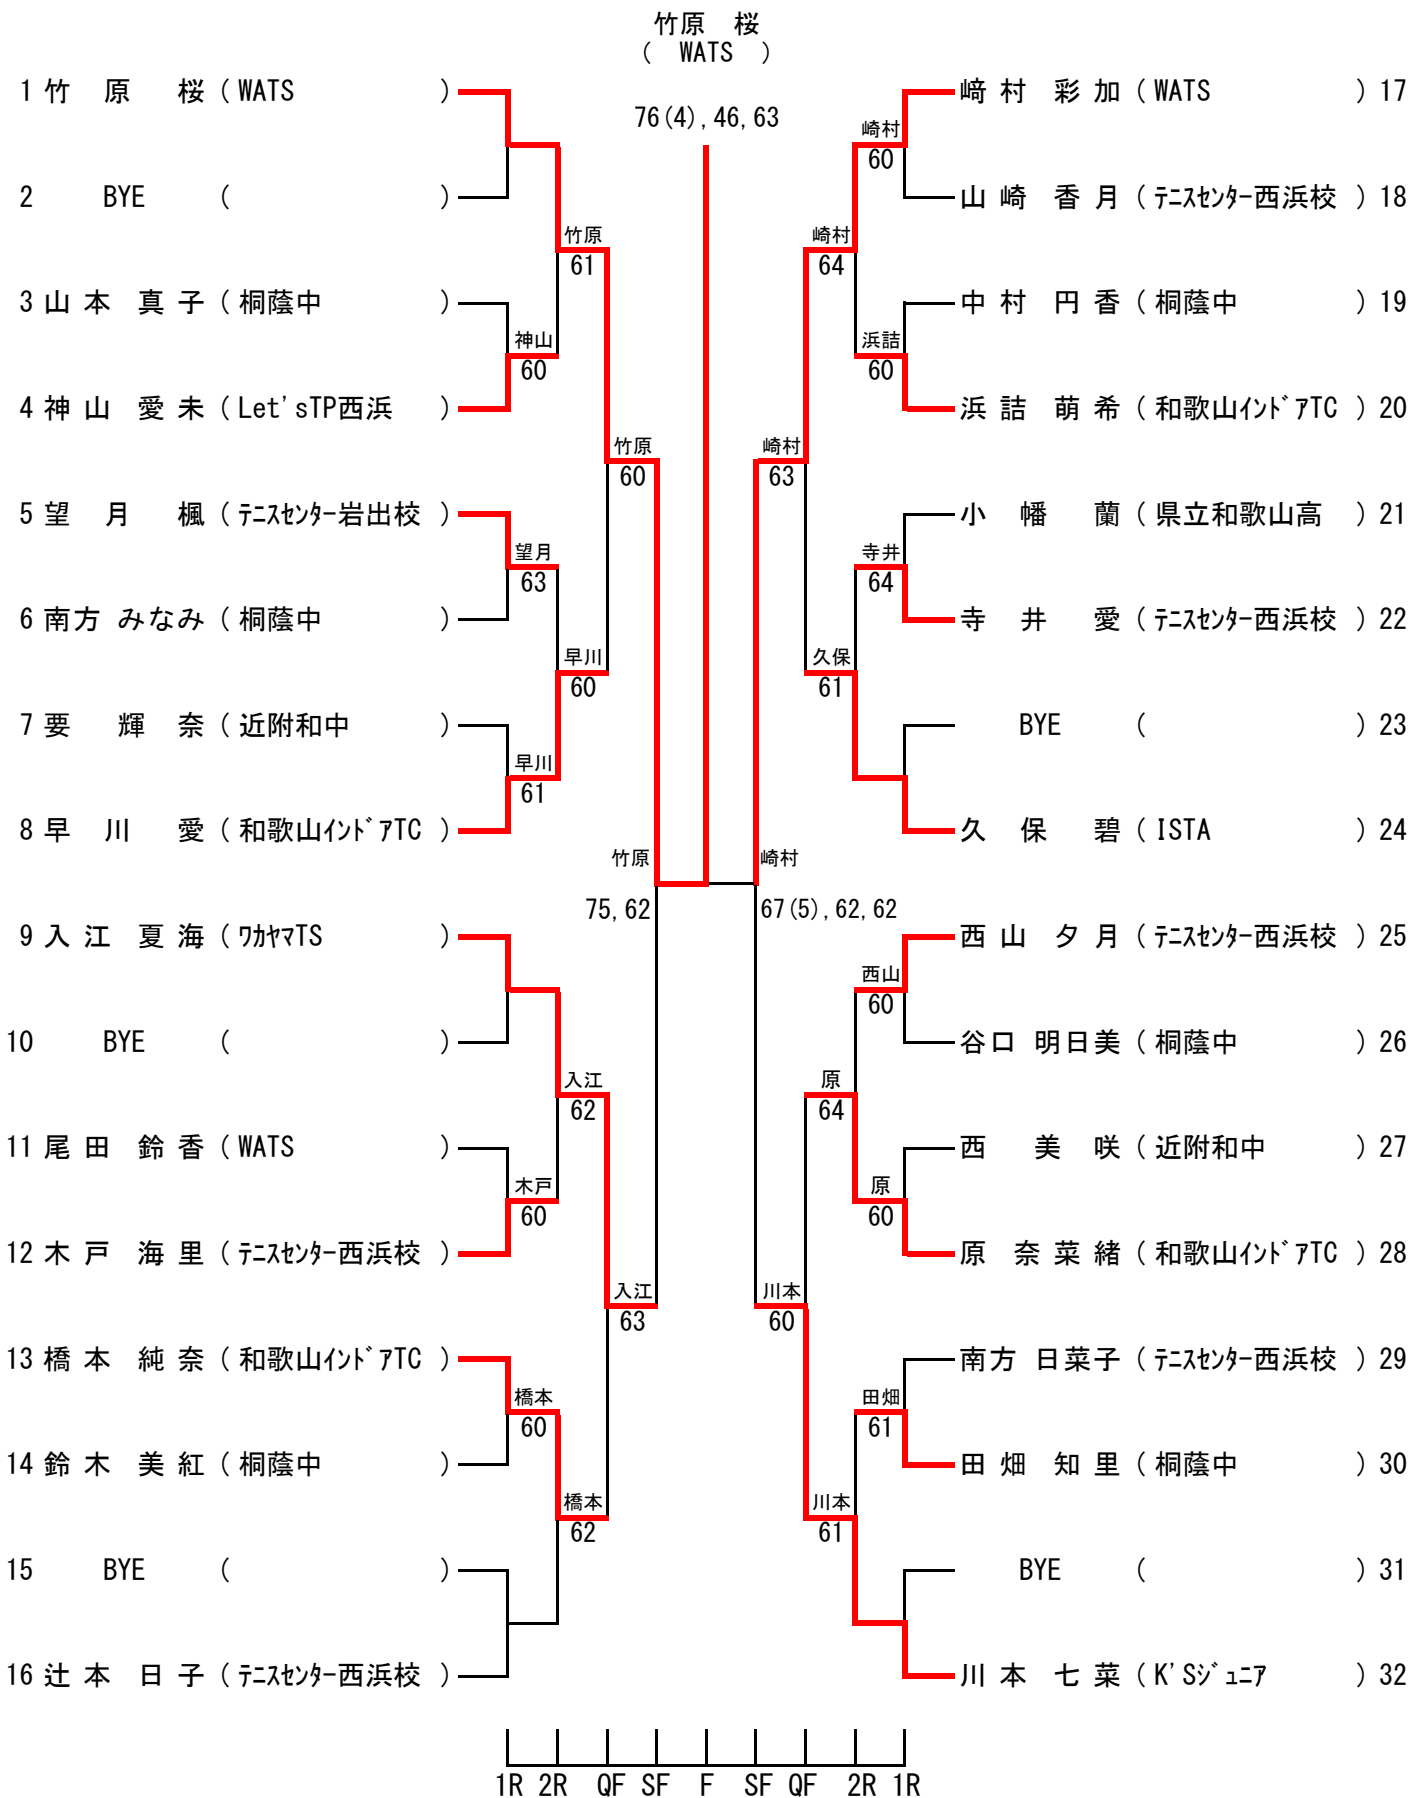 竹原 桜
( WATS )
76(4),46,63
1 竹 原 桜 ( WATS )
2 BYE ( )
3 山 本 真 子 ( 桐蔭中 )
4 神 山 愛 未 ( Let'sTP西浜 )
5 望 月 楓 ( テニスセンター岩出校 )
6 南方 みなみ ( 桐蔭中 )
7 要 輝 奈 ( 近附和中 )
8 早 川 愛 ( 和歌山インドアTC )
9 入 江 夏 海 ( ワカヤマTS )
10 BYE ( )
11 尾 田 鈴 香 ( WATS )
12 木 戸 海 里 ( テニスセンター西浜校 )
13 橋 本 純 奈 ( 和歌山インドアTC )
14 鈴 木 美 紅 ( 桐蔭中 )
15 BYE ( )
16 辻 本 日 子 ( テニスセンター西浜校 )
神山
60
望月
63
早川
61
木戸
60
橋本
60
竹原
61
早川
60
入江
62
橋本
62
竹原
60
入江
63
竹原
75,62
崎村
67(5),62,62
崎村
63
川本
60
崎村
64
久保
61
原
64
川本
61
崎村
60
浜詰
60
寺井
64
西山
60
原
60
田畑
61
﨑 村 彩 加 ( WATS ) 17
山 崎 香 月 ( テニスセンター西浜校 ) 18
中 村 円 香 ( 桐蔭中 ) 19
浜 詰 萌 希 ( 和歌山インドアTC ) 20
小 幡 蘭 ( 県立和歌山高 ) 21
寺 井 愛 ( テニスセンター西浜校 ) 22
BYE ( ) 23
久 保 碧 ( ISTA ) 24
西 山 夕 月 ( テニスセンター西浜校 ) 25
谷口 明日美 ( 桐蔭中 ) 26
西 美 咲 ( 近附和中 ) 27
原 奈 菜 緒 ( 和歌山インドアTC ) 28
南方 日菜子 ( テニスセンター西浜校 ) 29
田 畑 知 里 ( 桐蔭中 ) 30
BYE ( ) 31
川 本 七 菜 ( K'Sジュニア ) 32
1R 2R QF SF F SF QF 2R 1R